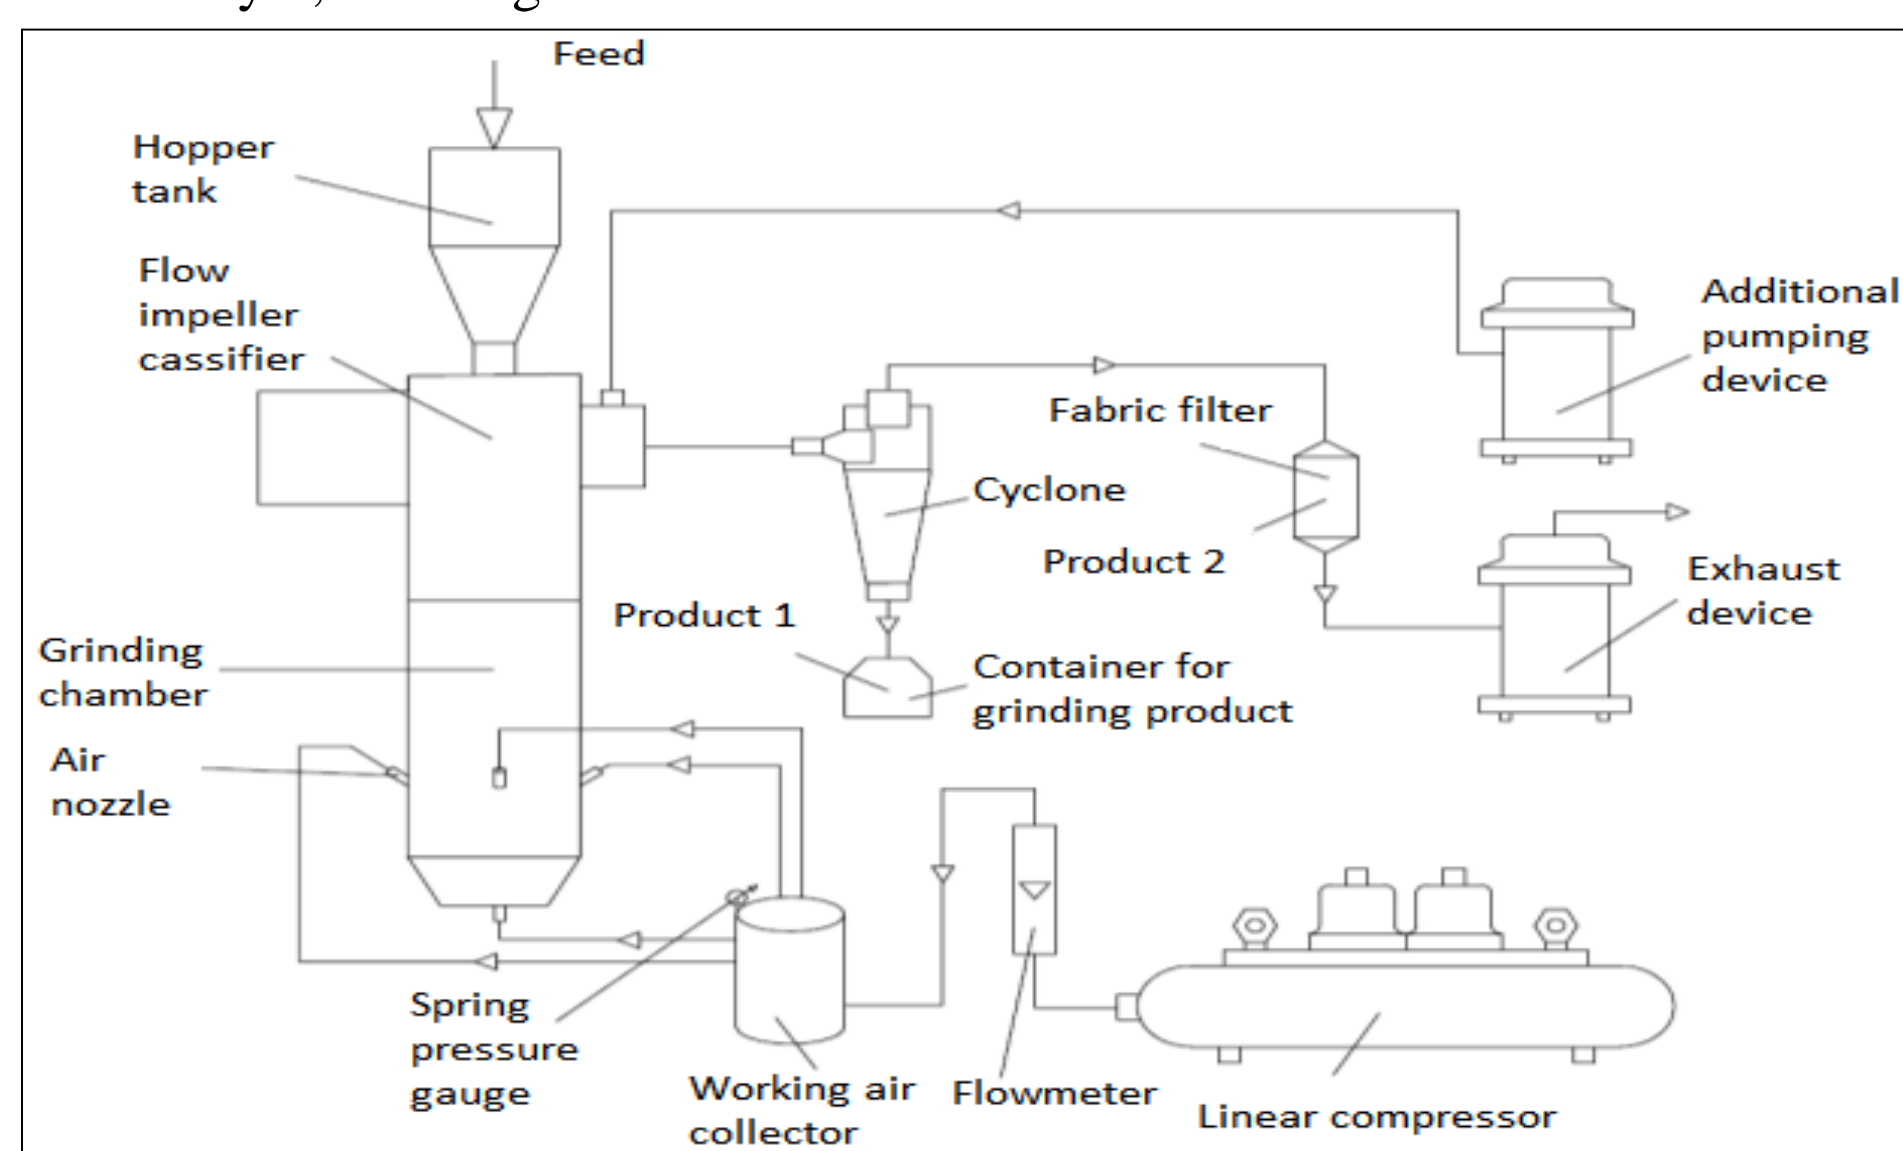 Feed
Hopper
tank
Flow
impeller
cassifier
Additional
pumping
device
Fabric filter
Cyclone
Product 2
Exhaust
device
Product 1
Grinding
chamber
Container for
grinding product
Air
nozzle
Spring
pressure
gauge
Working air
collector
Flowmeter
Linear compressor